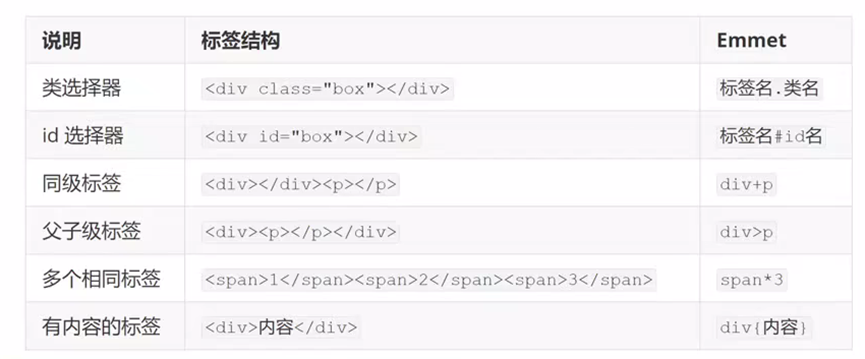 说明 标签结构 Emmet
类选择器 <div class="box"></div> 标签名.类名
id 选择器 <div id="box"></div> 标签名#id名
同级标签 <div></div><p></p> div+p
父子级标签 <div><p></p></div> div>p
多个相同标签 <span>1</span><span>2</span><span>3</span> span*3
有内容的标签 <div>内容</div> div{内容}